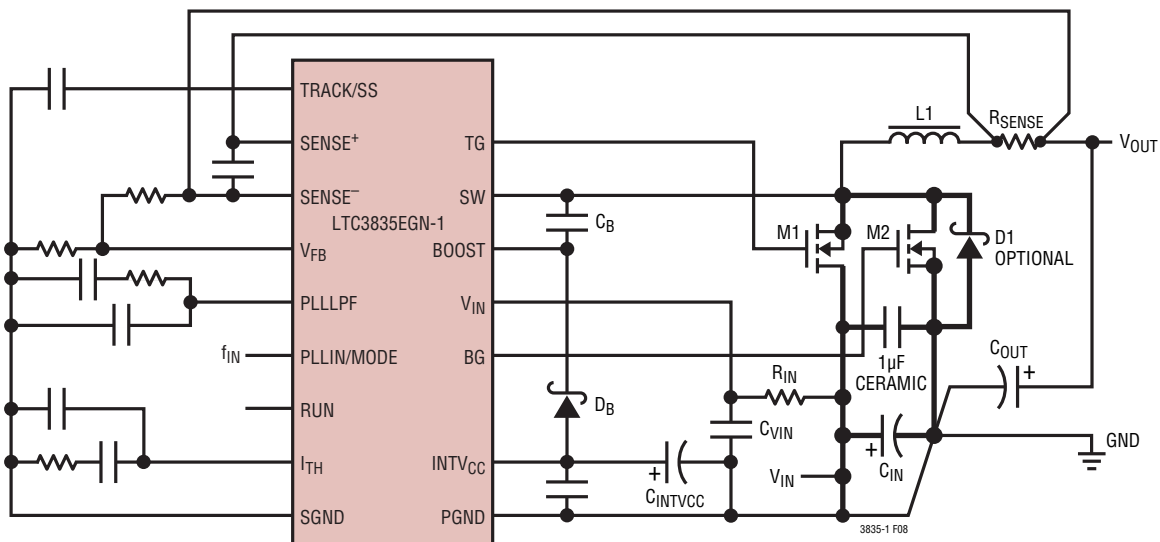 TRACK/SS
SENSE+
SENSE–
VFB
PLLLPF
PLLIN/MODE
RUN
ITH
SGND
LTC3835EGN-1
TG
SW
BOOST
VIN
BG
INTVCC
PGND
fIN
CB
DB
CINTVCC
+
CVIN
RIN
VIN
M1
M2
L1
RSENSE
VOUT
D1
OPTIONAL
1µF
CERAMIC
COUT
+
CIN
+
GND
3835-1 F08